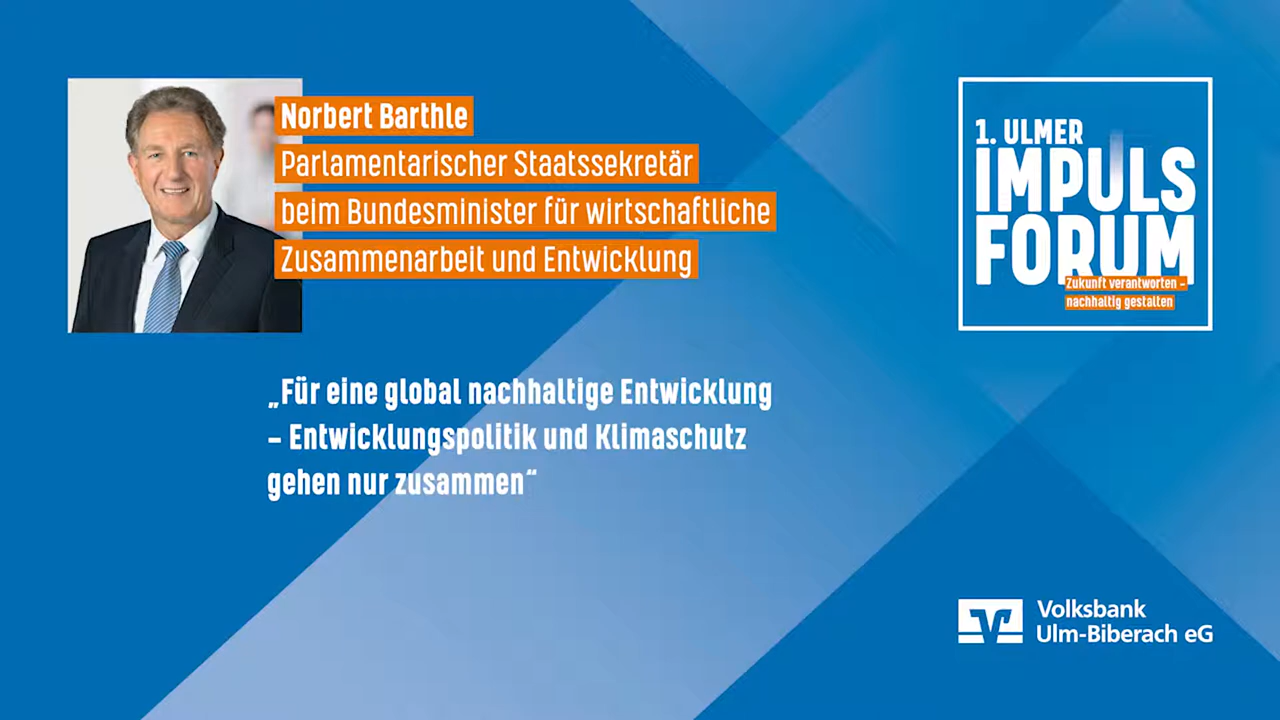 Norbert Barthle
Parlamentarischer Staatssekretär
beim Bundesminister für wirtschaftliche
Zusammenarbeit und Entwicklung
1. ULMER
IMPULS
FORUM
Zukunft verantworten –
nachhaltig gestalten
„Für eine global nachhaltige Entwicklung
– Entwicklungspolitik und Klimaschutz
gehen nur zusammen“
Volksbank
Ulm-Biberach eG